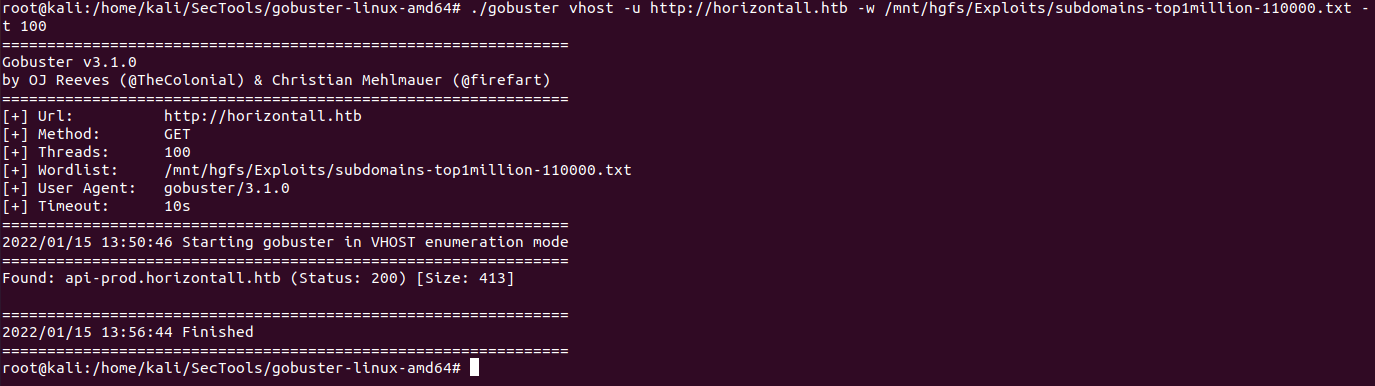 root@kali:/home/kali/SecTools/gobuster-linux-amd64# ./gobuster vhost -u http://horizontall.htb -w /mnt/hgfs/Exploits/subdomains-top1million-110000.txt -
t 100
===============================================================
Gobuster v3.1.0
by OJ Reeves (@TheColonial) & Christian Mehlmauer (@firefart)
===============================================================
[+] Url:          http://horizontall.htb
[+] Method:       GET
[+] Threads:      100
[+] Wordlist:     /mnt/hgfs/Exploits/subdomains-top1million-110000.txt
[+] User Agent:   gobuster/3.1.0
[+] Timeout:      10s
===============================================================
2022/01/15 13:50:46 Starting gobuster in VHOST enumeration mode
===============================================================
Found: api-prod.horizontall.htb (Status: 200) [Size: 413]
===============================================================
2022/01/15 13:56:44 Finished
===============================================================
root@kali:/home/kali/SecTools/gobuster-linux-amd64#